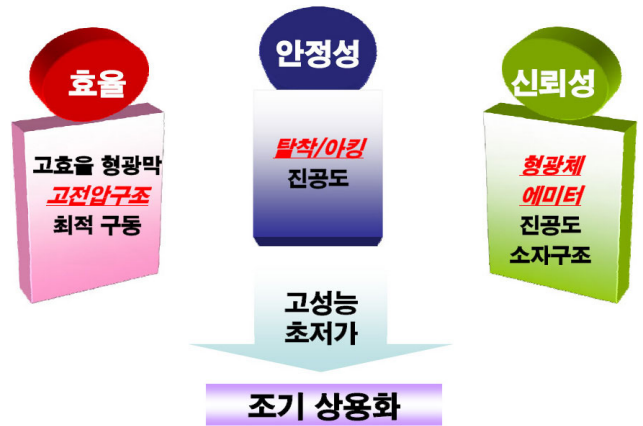 효율
고효율 형광막
고전압구조
최적 구동
안정성
탈착/아킹
진공도
신뢰성
형광체
에미터
진공도
소자구조
고성능
초저가
조기 상용화